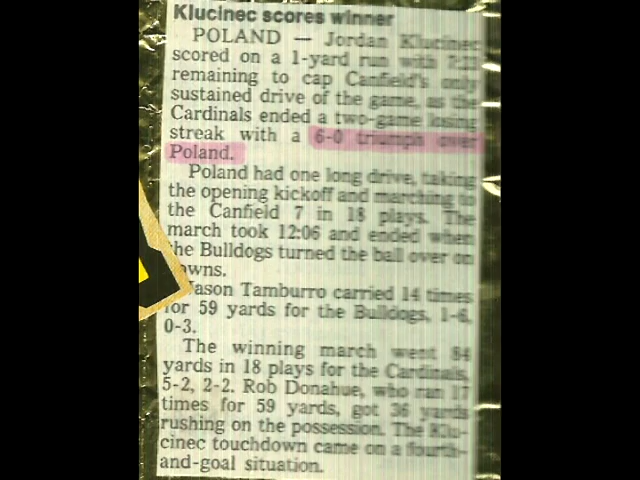 Klucinec scores winner
POLAND — Jordan Klucinec
scored on a 1-yard run with 7:22
remaining to cap Canfield's only
sustained drive of the game, as the
Cardinals ended a two-game losing
streak with a 6-0 triumph over
Poland.
Poland had one long drive, taking
the opening kickoff and marching to
the Canfield 7 in 18 plays. The
march took 12:06 and ended when
the Bulldogs turned the ball over on
owns.
ason Tamburro carried 14 times
for 59 yards for the Bulldogs, 1-6,
0-3.
The winning march went 84
yards in 18 plays for the Cardinals,
5-2, 2-2. Rob Donahue, who ran 17
times for 59 yards, got 36 yards
rushing on the possession. The Klu-
cinec touchdown came on a fourth-
and-goal situation.